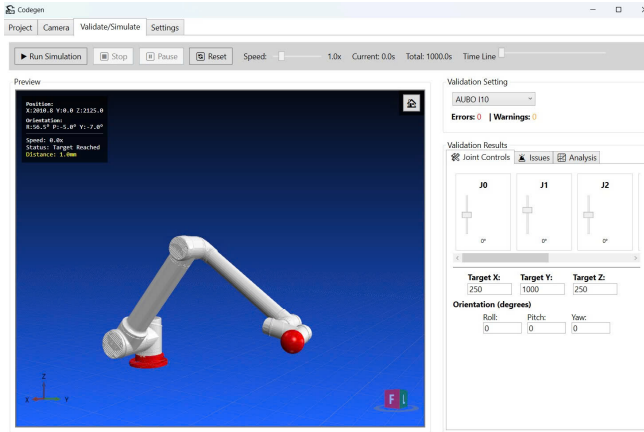 Codegen
Project Camera Validate/Simulate Settings
Run Simulation Stop Pause Reset Speed: 1.0x Current: 0.0s Total: 1000.0s Time Line
Preview
Position:
X:2010.8 Y:0.0 Z:2125.0
Orientation:
R:56.5° P:-5.0° Y:-7.0°
Speed: 0.0x
Status: Target Reached
Distance: 1.0mm
Z
X Y
F L
Validation Setting
AUBO I10
Errors: 0 | Warnings: 0
Validation Results
Joint Controls Issues Analysis
J0 J1 J2
0° 0° 0°
Target X: Target Y: Target Z:
250 1000 250
Orientation (degrees)
Roll: Pitch: Yaw:
0 0 0